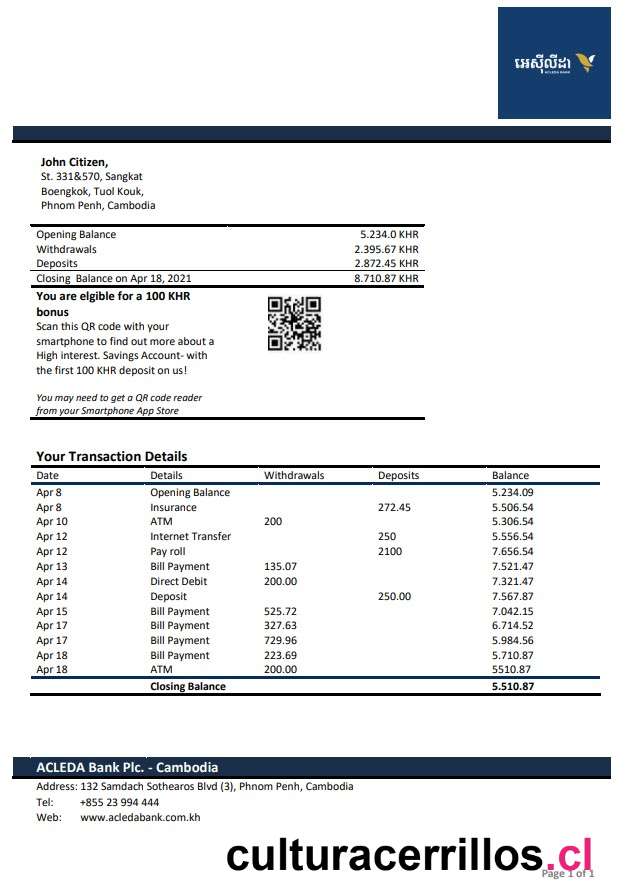 អេស៊ីលីដា
ACLEDA BANK
John Citizen,
St. 331&570, Sangkat
Boengkok, Tuol Kouk,
Phnom Penh, Cambodia
Opening Balance 5.234.0 KHR
Withdrawals 2.395.67 KHR
Deposits 2.872.45 KHR
Closing Balance on Apr 18, 2021 8.710.87 KHR
You are elgible for a 100 KHR
bonus
Scan this QR code with your
smartphone to find out more about a
High interest. Savings Account- with
the first 100 KHR deposit on us!
You may need to get a QR code reader
from your Smartphone App Store
Your Transaction Details
Date Details Withdrawals Deposits Balance
Apr 8 Opening Balance 5.234.09
Apr 8 Insurance 272.45 5.506.54
Apr 10 ATM 200 5.306.54
Apr 12 Internet Transfer 250 5.556.54
Apr 12 Pay roll 2100 7.656.54
Apr 13 Bill Payment 135.07 7.521.47
Apr 14 Direct Debit 200.00 7.321.47
Apr 14 Deposit 250.00 7.567.87
Apr 15 Bill Payment 525.72 7.042.15
Apr 17 Bill Payment 327.63 6.714.52
Apr 17 Bill Payment 729.96 5.984.56
Apr 18 Bill Payment 223.69 5.710.87
Apr 18 ATM 200.00 5510.87
Closing Balance 5.510.87
ACLEDA Bank Plc. - Cambodia
Address: 132 Samdach Sothearos Blvd (3), Phnom Penh, Cambodia
Tel: +855 23 994 444
Web: www.acledabank.com.kh
culturacerrillos.cl
Page 1 of 1